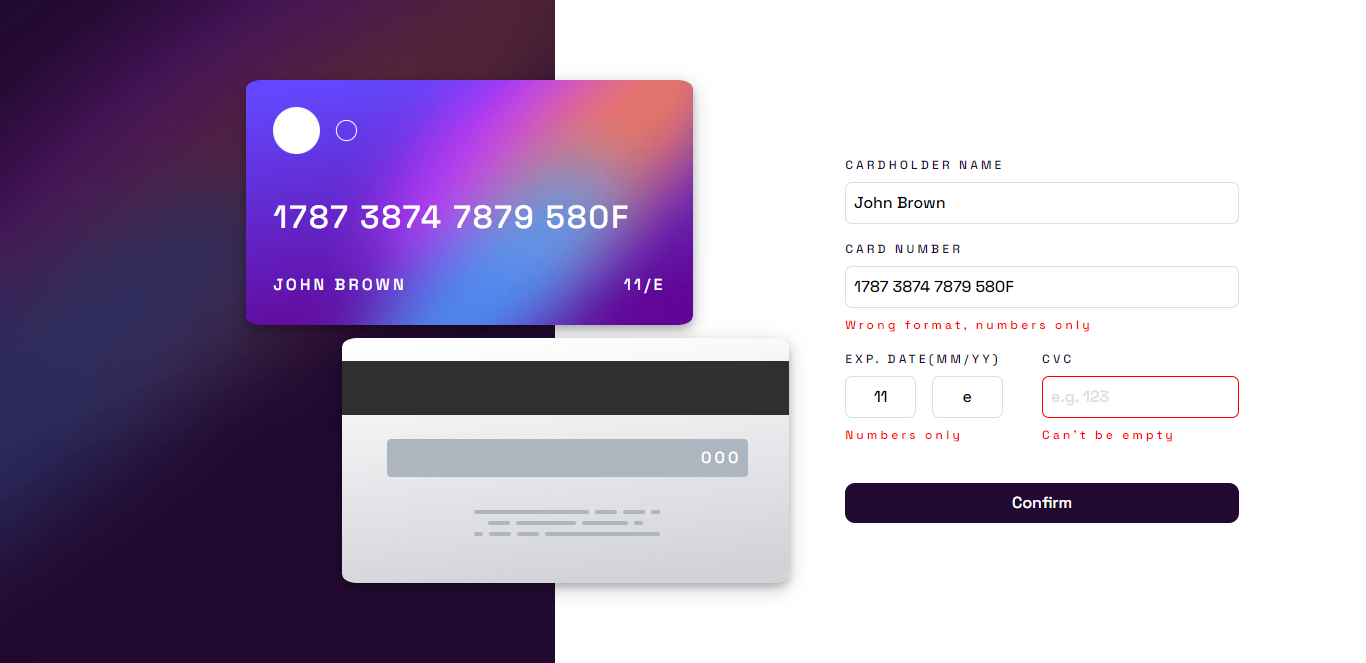 1787 3874 7879 580F
JOHN BROWN 11/E
000
CARDHOLDER NAME
John Brown
CARD NUMBER
1787 3874 7879 580F
Wrong format, numbers only
EXP. DATE(MM/YY) CVC
11 e e.g. 123
Numbers only Can't be empty
Confirm